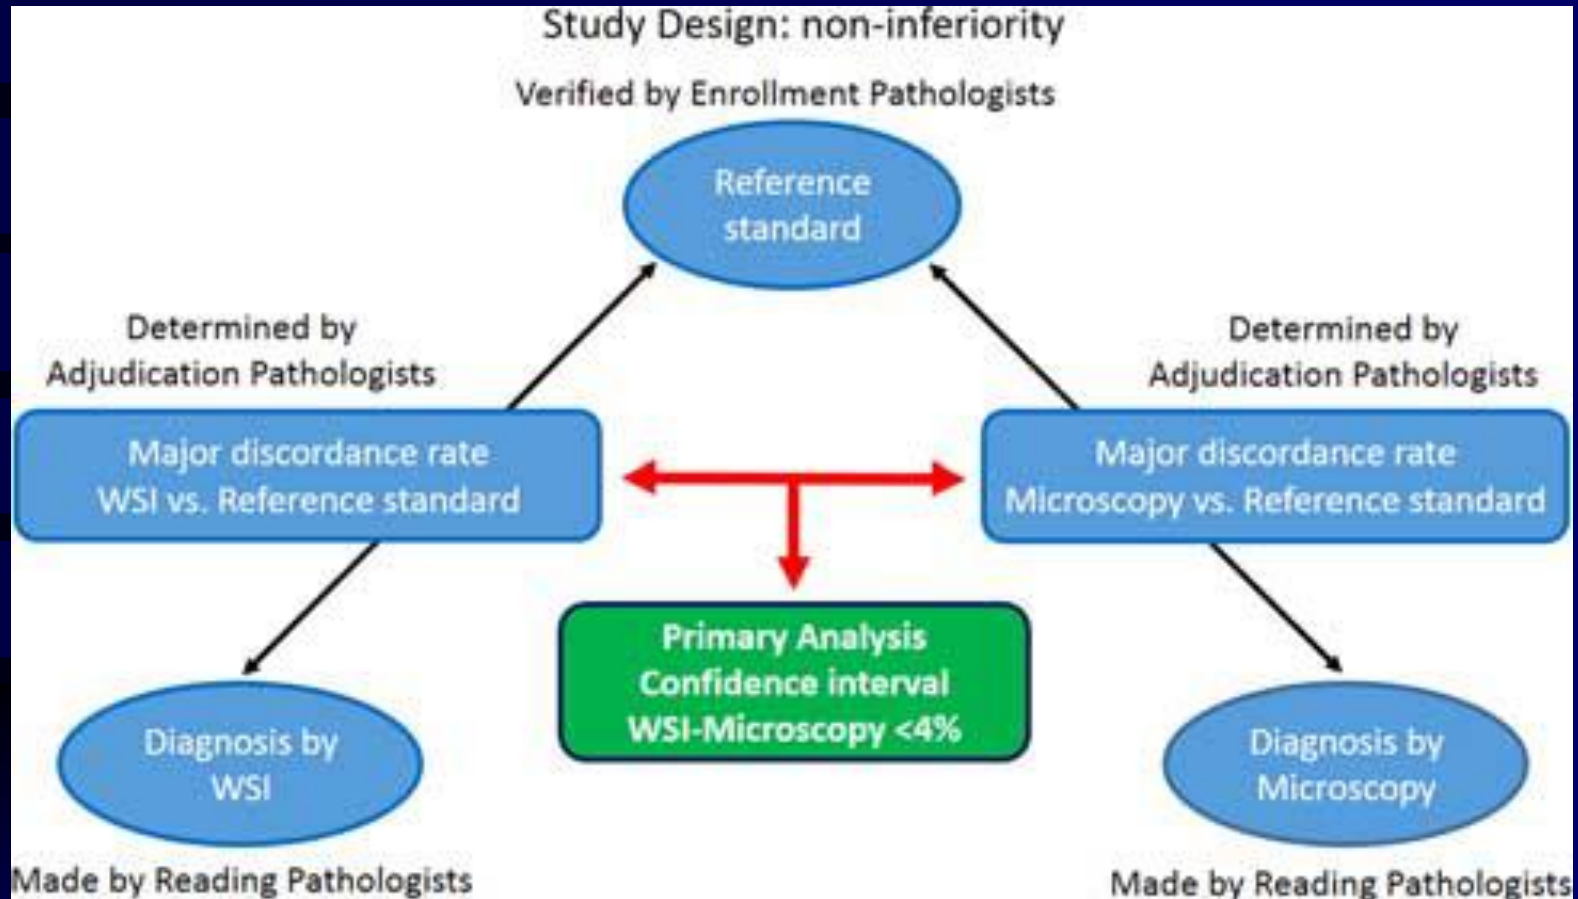 Study Design: non-inferiority
Verified by Enrollment Pathologists
Reference
standard
Determined by
Adjudication Pathologists
Determined by
Adjudication Pathologists
Major discordance rate
WSI vs. Reference standard
Major discordance rate
Microscopy vs. Reference standard
Primary Analysis
Confidence interval
WSI-Microscopy <4%
Diagnosis by
WSI
Diagnosis by
Microscopy
Made by Reading Pathologists
Made by Reading Pathologists